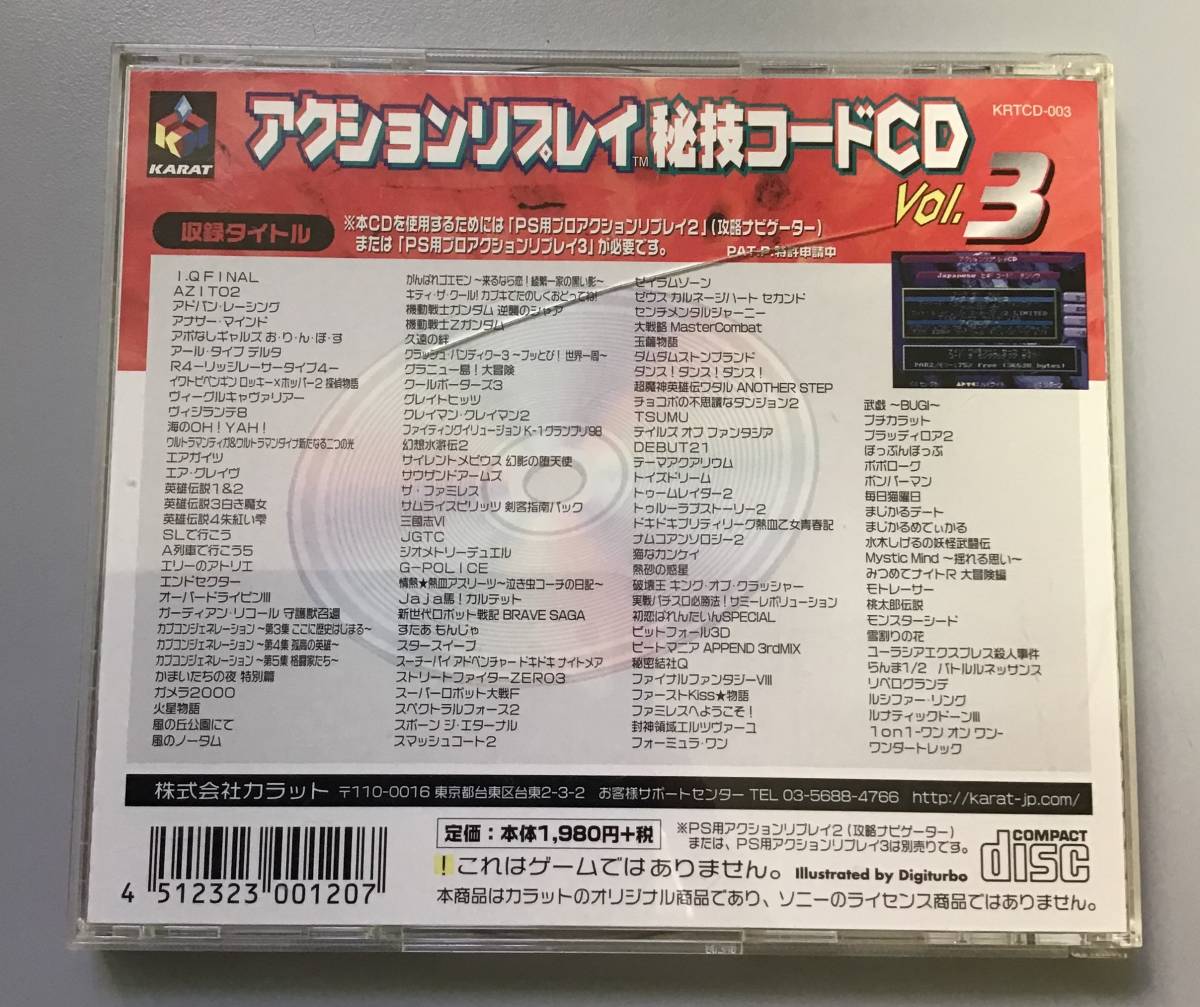 KARAT
アクションリプレイ™秘技コードCD
KRTCD-003
Vol.3
収録タイトル
※本CDを使用するためには「PS用プロアクションリプレイ2」(攻略ナビゲーター)
または「PS用プロアクションリプレイ3」が必要です。
PAT.P.特許申請中
I.Q FINAL
AZITO2
アドバン・レーシング
アナザー・マインド
アポなしギャルズ お・り・ん・ぽ・す
アール・タイプ デルタ
R4-リッジレーサータイプ4-
イワトビペンギン ロッキー×ホッパー2 探偵物語
ヴィーグルキャヴァリアー
ヴィジランテ8
海のOH!YAH!
ウルトラマンティガ&ウルトラマンダイナ新たなる二つの光
エアガイツ
エア・グレイヴ
英雄伝説1&2
英雄伝説3白き魔女
英雄伝説4朱紅い雫
SLで行こう
A列車で行こう5
エリーのアトリエ
エンドセクター
オーバードライビンIII
ガーディアン・リコール 守護獣召還
カプコンジェネレーション ~第3集 ここに歴史はじまる~
カプコンジェネレーション ~第4集 孤高の英雄~
カプコンジェネレーション ~第5集 格闘家たち~
かまいたちの夜 特別篇
ガメラ2000
火星物語
風の丘公園にて
風のノータム
がんばれゴエモン ~来るなら恋!綾繁一家の黒い影~
キティ・ザ・クール!カブキでたのしくおどってね!
機動戦士ガンダム 逆襲のシャア
機動戦士Zガンダム
久遠の絆
クラッシュ・バンディクー3 ~ブッとび!世界一周~
グラニュー島!大冒険
クールボーダーズ3
グレイトヒッツ
クレイマン・クレイマン2
ファイティングイリュージョン K-1グランプリ98
幻想水滸伝2
サイレントメビウス 幻影の堕天使
サウザンドアームズ
ザ・ファミレス
サムライスピリッツ 剣客指南パック
三國志VI
JGTC
ジオメトリーデュエル
G-POLICE
情熱★熱血アスリーツ~泣き虫コーチの日記~
Jaja馬!カルテット
新世代ロボット戦記 BRAVE SAGA
すたあ もんじゃ
スタースイープ
スーチーパイ アドベンチャー ドキドキ ナイトメア
ストリートファイターZERO3
スーパーロボット大戦F
スペクトラルフォース2
スポーン ジ・エターナル
スマッシュコート2
ゼイラムゾーン
ゼウス カルネージハート セカンド
センチメンタルジャーニー
大戦略 MasterCombat
玉繭物語
ダムダムストンプランド
ダンス!ダンス!ダンス!
超魔神英雄伝ワタル ANOTHER STEP
チョコボの不思議なダンジョン2
TSUMU
テイルズ オブ ファンタジア
DEBUT21
テーマアクアリウム
トイズドリーム
トゥームレイダー2
トゥルーラブストーリー2
ドキドキプリティリーグ熱血乙女青春記
ナムコアンソロジー2
猫なカンケイ
熱砂の惑星
破壊王 キング・オブ・クラッシャー
実戦パチスロ必勝法!サミーレボリューション
初恋ばれんたいんSPECIAL
ピットフォール3D
ビートマニア APPEND 3rdMIX
秘密結社Q
ファイナルファンタジーVIII
ファーストKiss★物語
ファミレスへようこそ!
封神領域エルツヴァーユ
フォーミュラ・ワン
武戯 ~BUGI~
プチカラット
ブラッディロア2
ぽっぷんぽっぷ
ポポローグ
ボンバーマン
毎日猫曜日
まじかるデート
まじかるめてぃかる
水木しげるの妖怪武闘伝
Mystic Mind ~揺れる思い~
みつめてナイトR 大冒険編
モトレーサー
桃太郎伝説
モンスターシード
雪割りの花
ユーラシアエクスプレス殺人事件
らんま1/2 バトルルネッサンス
リベログランデ
ルシファー・リング
ルナティックドーンIII
1on1-ワン オン ワン-
ワンダートレック
株式会社カラット 〒110-0016 東京都台東区台東2-3-2 お客様サポートセンター TEL 03-5688-4766 http://karat-jp.com/
定価:本体1,980円+税
※PS用アクションリプレイ2(攻略ナビゲーター)
または、PS用アクションリプレイ3は別売りです。
COMPACT disc
!これはゲームではありません。 Illustrated by Digiturbo
本商品はカラットのオリジナル商品であり、ソニーのライセンス商品ではありません。
4 512323 001207